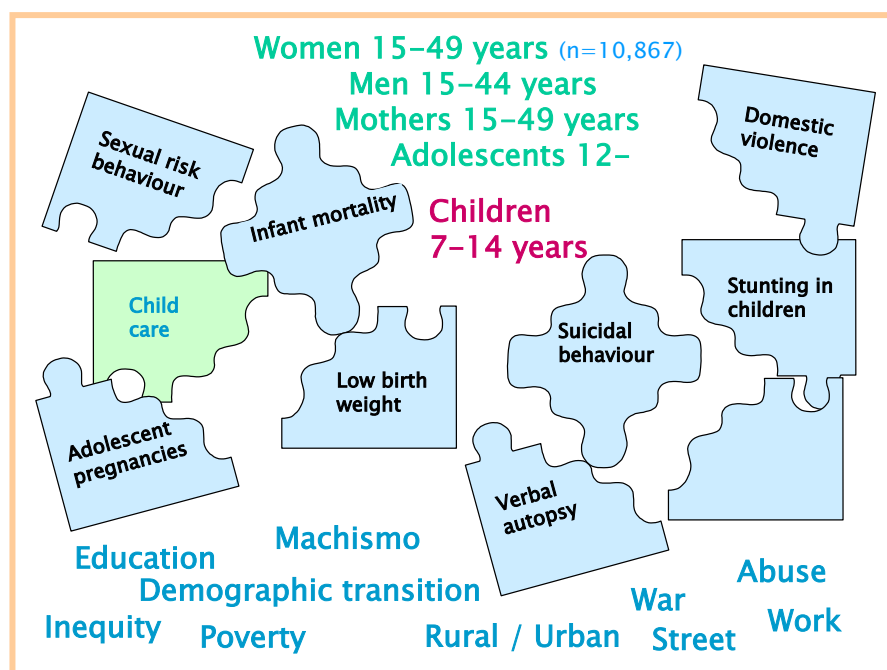 Women 15-49 years (n=10,867)
Men 15-44 years
Mothers 15-49 years
Adolescents 12-
Children
7-14 years
Sexual risk
behaviour
Infant mortality
Domestic
violence
Child
care
Stunting in
children
Suicidal
behaviour
Low birth
weight
Adolescent
pregnancies
Verbal
autopsy
Machismo
Education
Abuse
Demographic transition
War
Work
Inequity
Poverty
Rural / Urban
Street